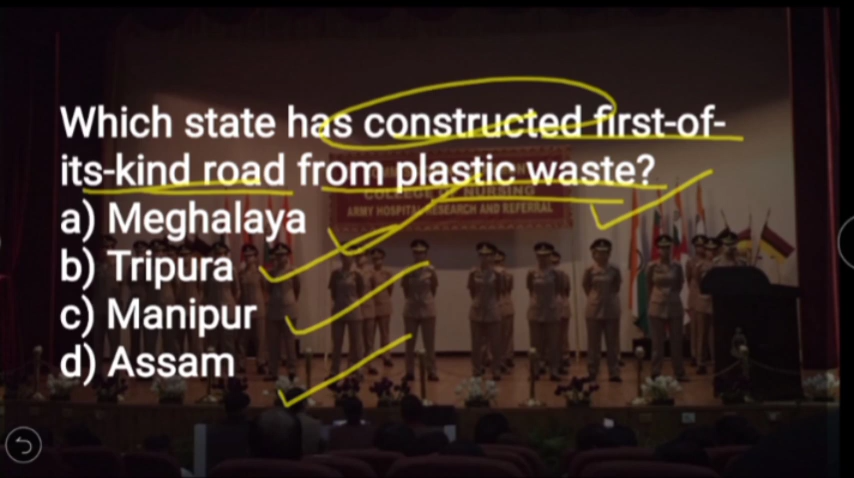 Which state has constructed first-of-
its-kind road from plastic waste?
COLLEGE OF NURSING
a) Meghalaya
ARMY HOSPITAL RESEARCH AND REFERRAL
b) Tripura
c) Manipur
d) Assam